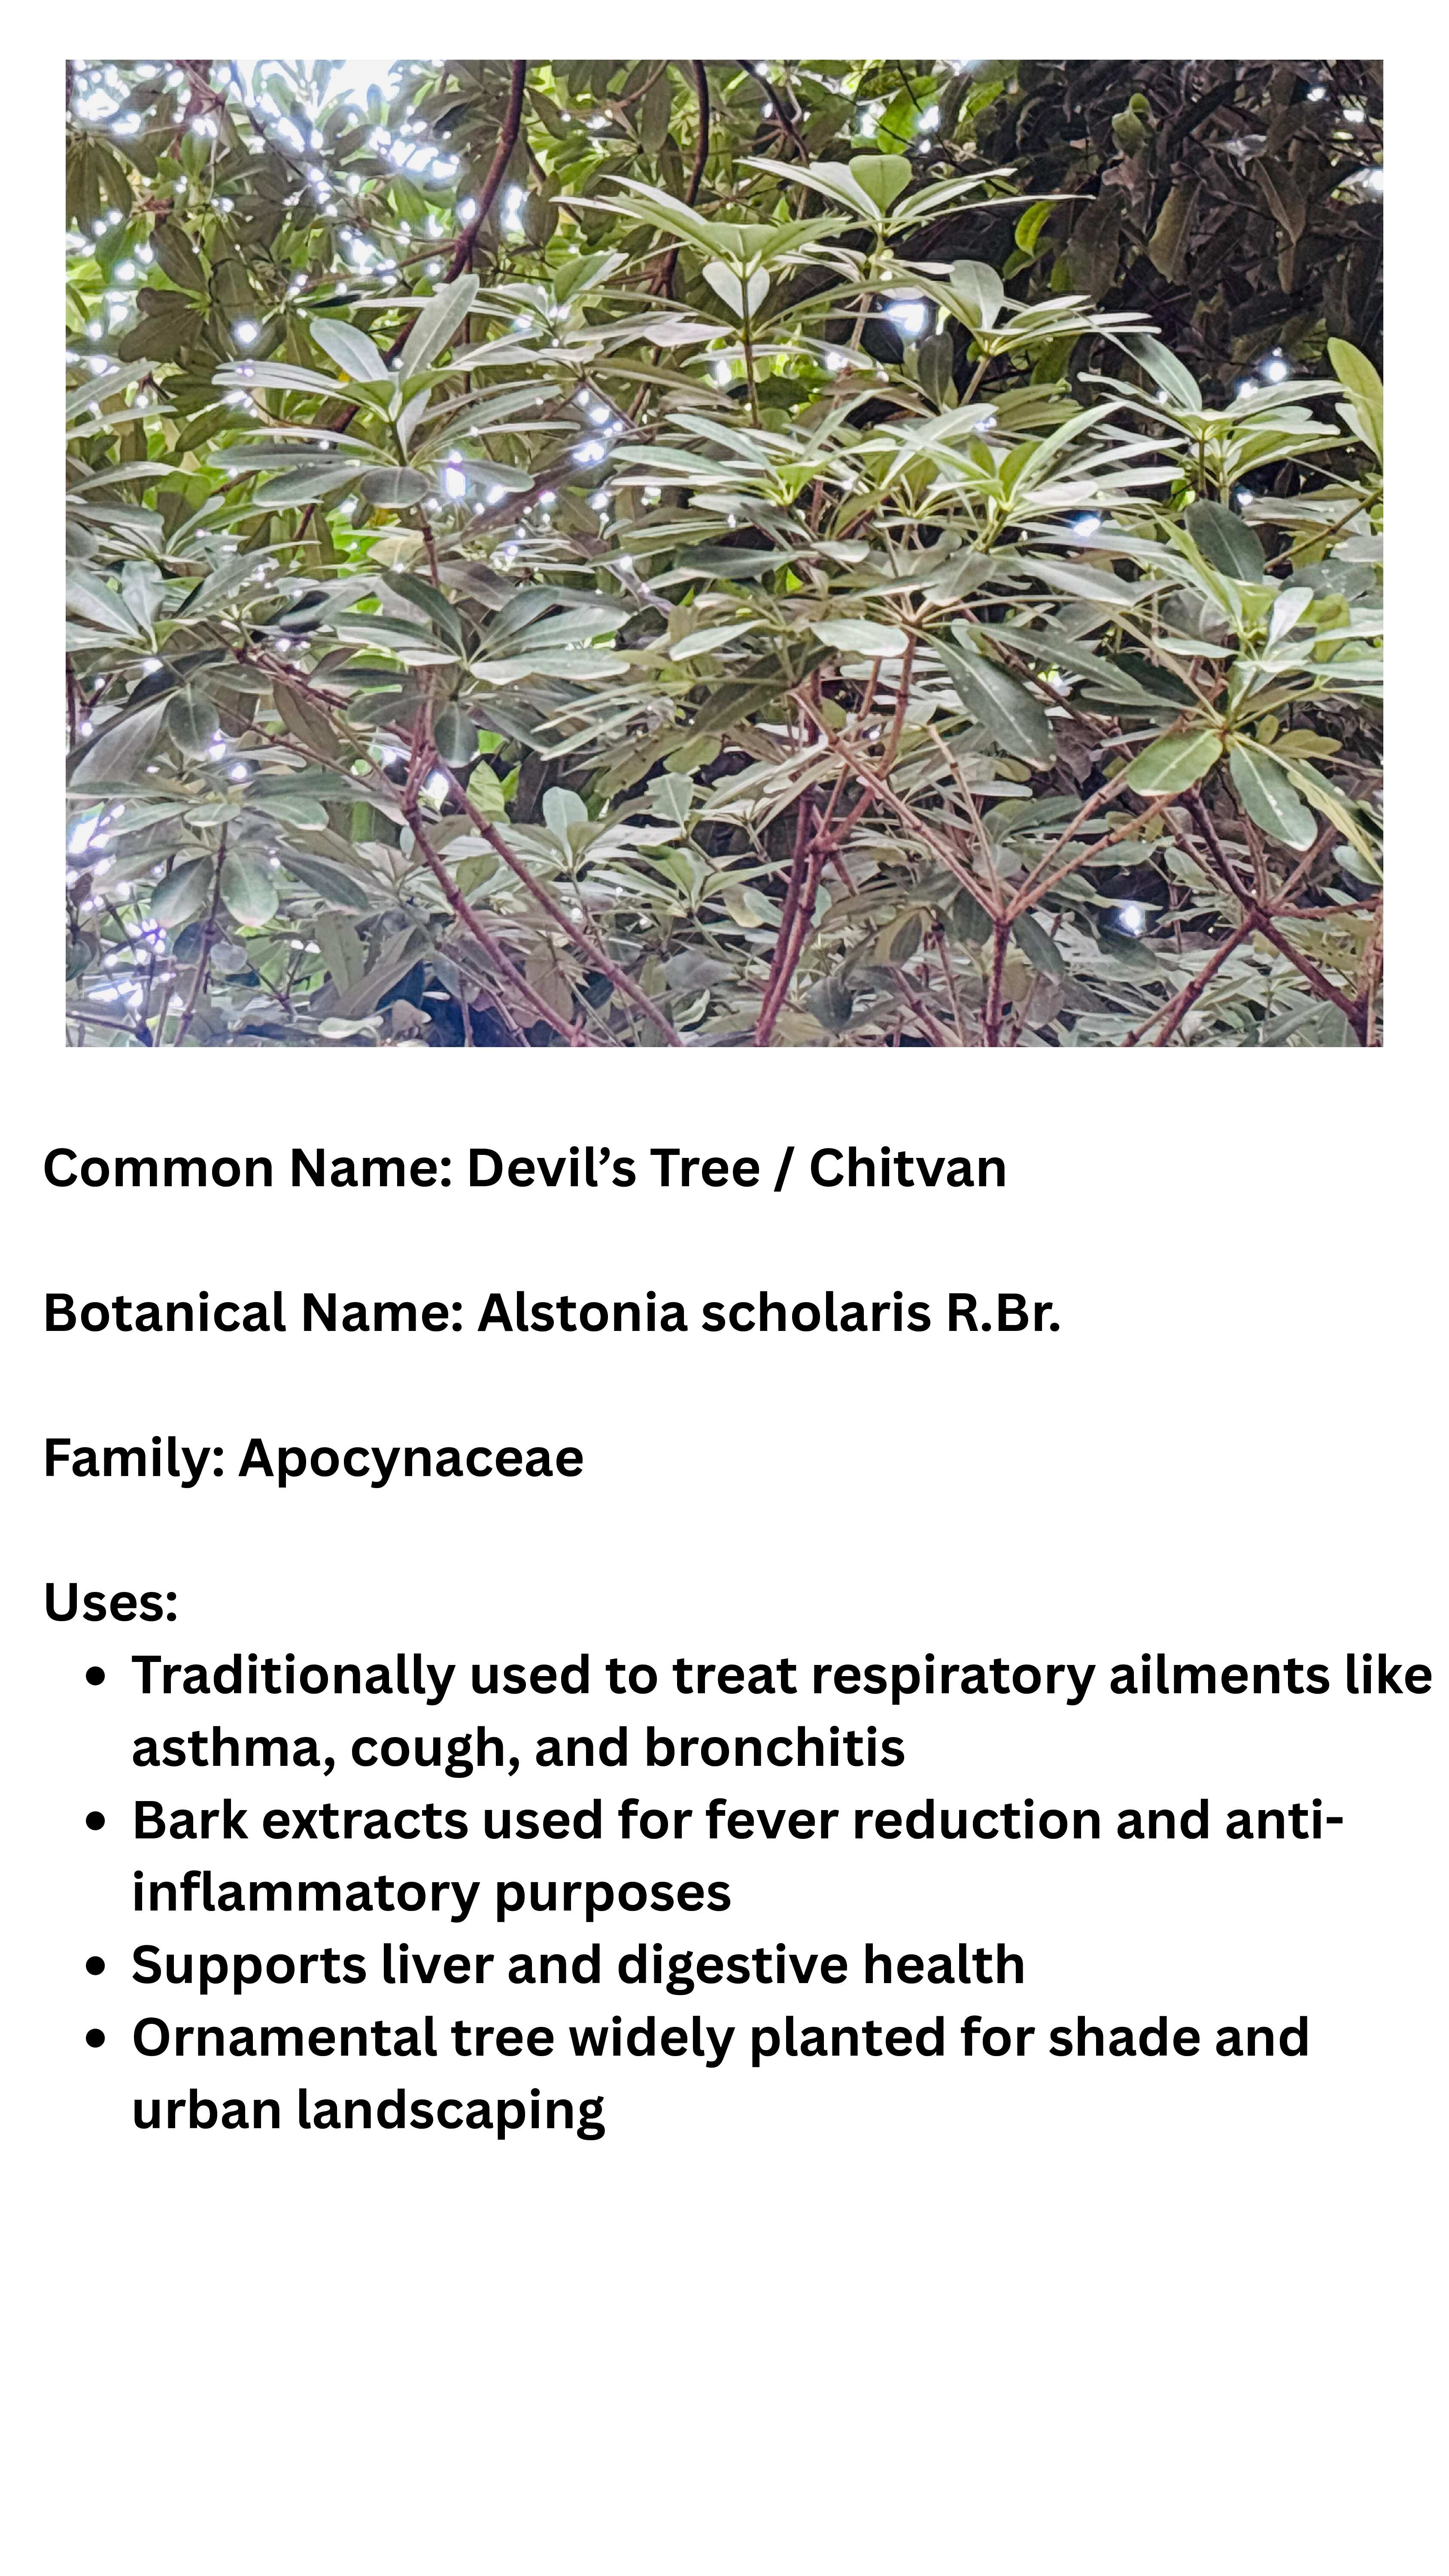 Common Name: Devil’s Tree / Chitvan
Botanical Name: Alstonia scholaris R.Br.
Family: Apocynaceae
Uses:
• Traditionally used to treat respiratory ailments like
asthma, cough, and bronchitis
• Bark extracts used for fever reduction and anti-
inflammatory purposes
• Supports liver and digestive health
• Ornamental tree widely planted for shade and
urban landscaping